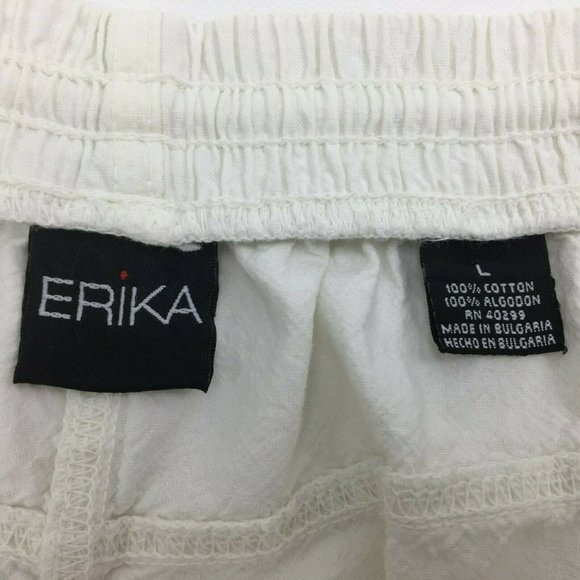 ERiKA
L
100% COTTON
100% ALGODON
RN 40299
MADE IN BULGARIA
HECHO EN BULGARIA